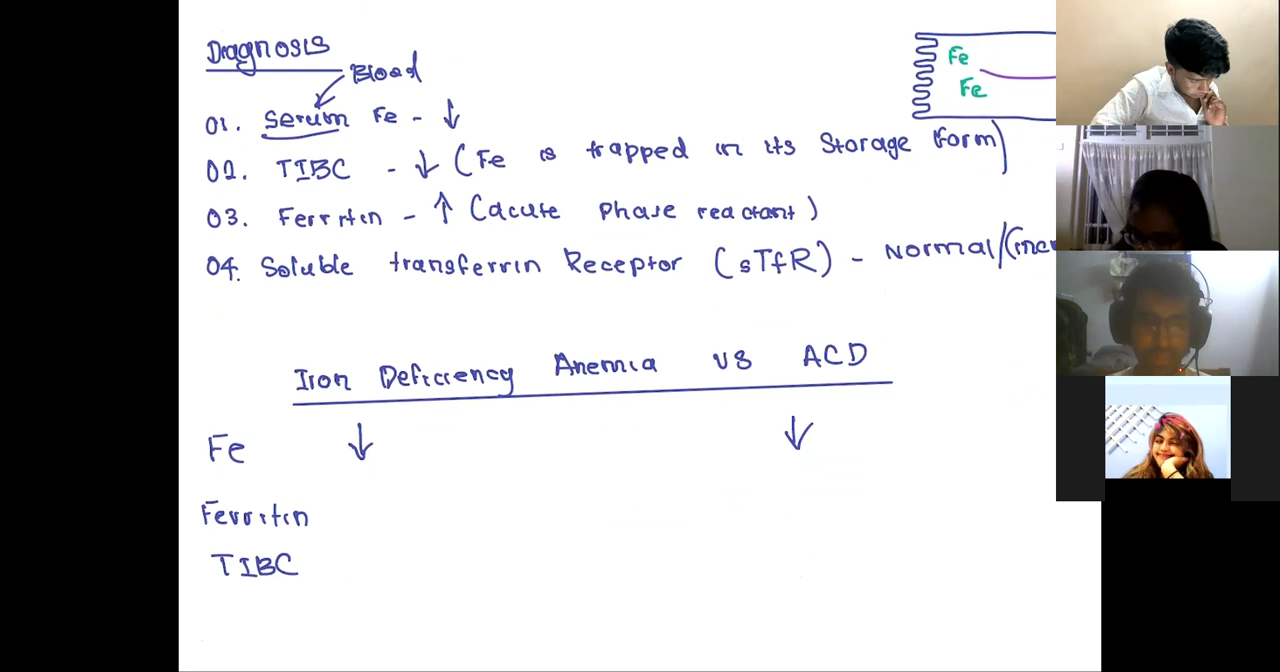 Diagnosis
Blood
01. Serum Fe - ↓
02. TIBC - ↓ (Fe is trapped in its storage form)
03. Ferritin - ↑ (acute phase reactant)
04. Soluble transferrin Receptor (sTfR) - Normal/
Fe
Fe
Iron Deficiency Anemia vs ACD
Fe ↓ ↓
Ferritin
TIBC